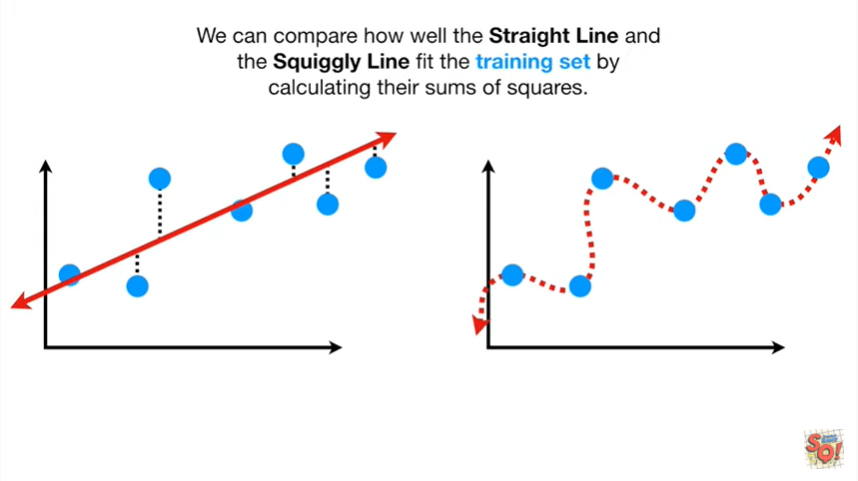 We can compare how well the Straight Line and
the Squiggly Line fit the training set by
calculating their sums of squares.
SQ!